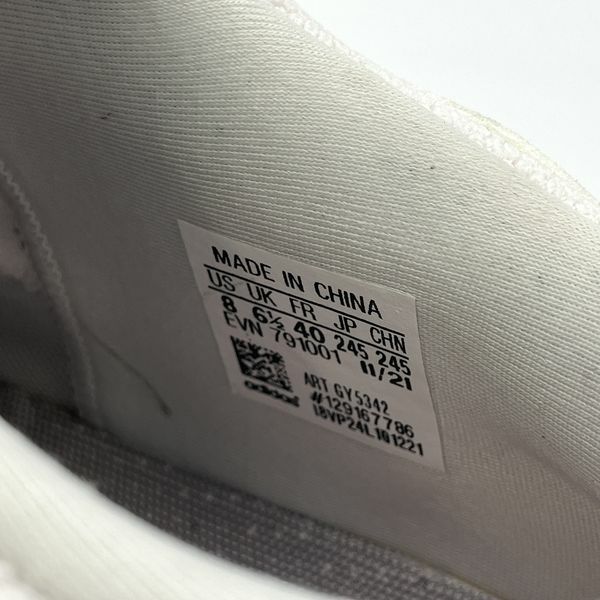 MADE IN CHINA
US UK FR JP CHN
8 6½ 40 245 245
EVN 791001 11/21
ART GY5342
#129167786
adidas
I8VP24L1Q1221